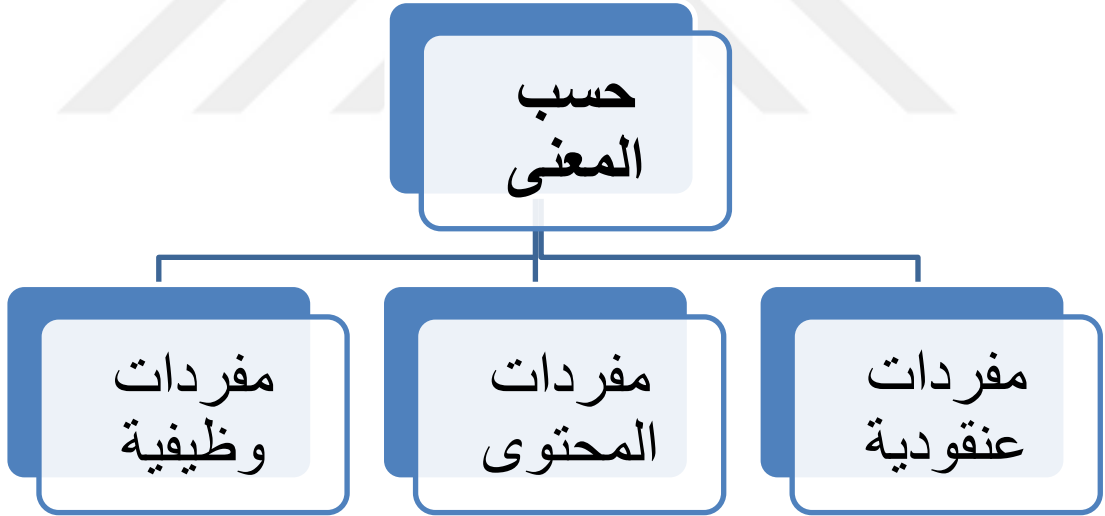 حسب
المعنى
مفردات
عنقودية
مفردات
المحتوى
مفردات
وظيفية